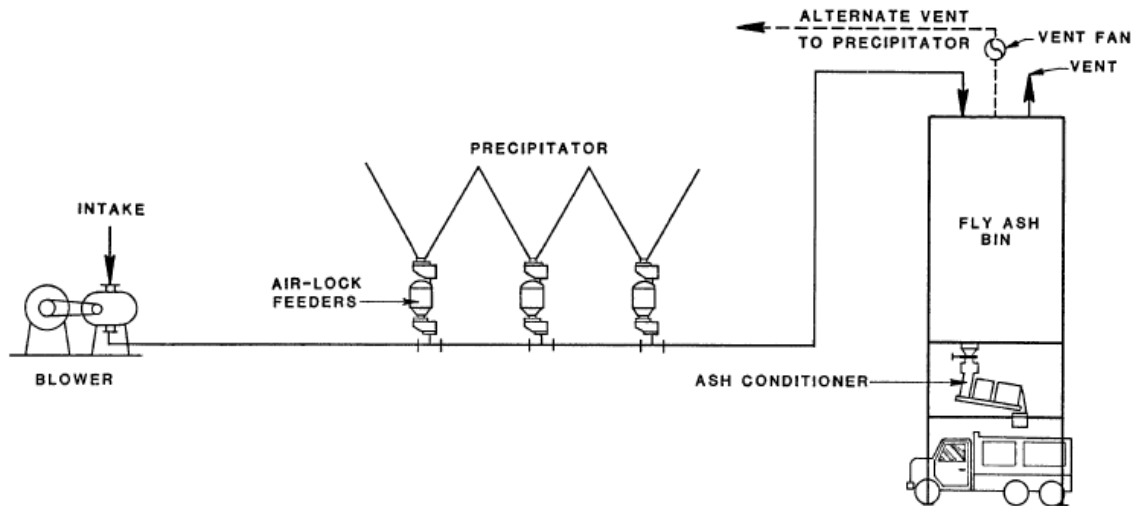 ALTERNATE VENT
TO PRECIPITATOR
VENT FAN
VENT
PRECIPITATOR
INTAKE
FLY ASH
BIN
AIR-LOCK
FEEDERS
BLOWER
ASH CONDITIONER